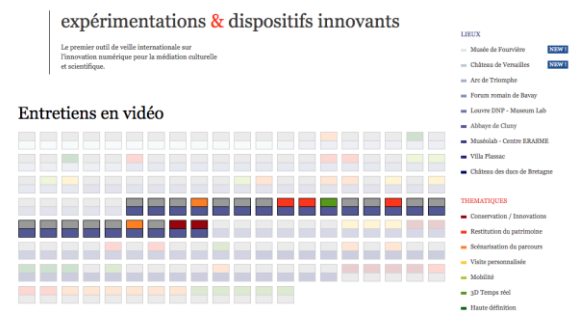 expérimentations & dispositifs innovants
Le premier outil de veille internationale sur
l'innovation numérique pour la médiation culturelle
et scientifique.
Entretiens en vidéo
LIEUX
Musée de Fourvière NEW !
Château de Versailles NEW !
Arc de Triomphe
Forum romain de Bavay
Louvre DNP - Museum Lab
Abbaye de Cluny
Muséolab - Centre ERASME
Villa Plassac
Château des ducs de Bretagne
THEMATIQUES
Conservation / Innovations
Restitution du patrimoine
Scénarisation du parcours
Visite personnalisée
Mobilité
3D Temps réel
Haute définition